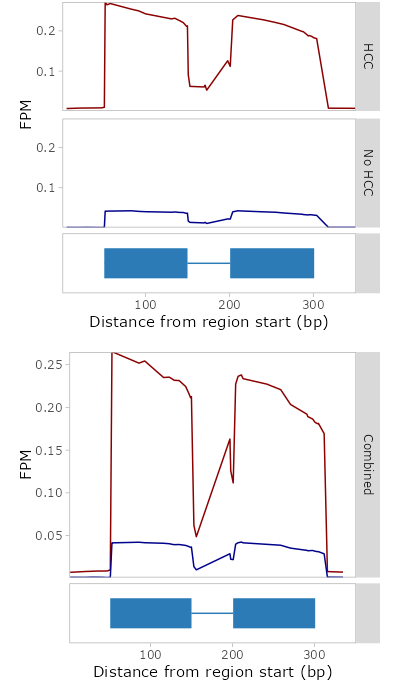 0.2
0.1
HCC
FPM
0.2
0.1
No HCC
100
200
300
Distance from region start (bp)
0.25
0.20
0.15
0.10
0.05
FPM
Combined
100
200
300
Distance from region start (bp)